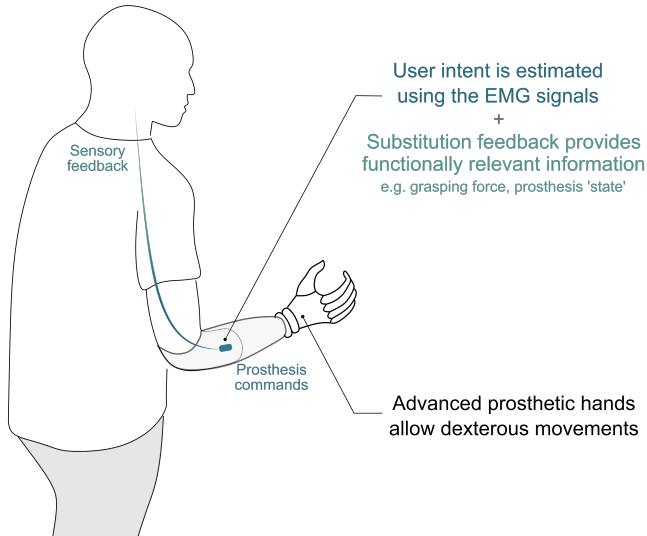 User intent is estimated
using the EMG signals
+
Substitution feedback provides
functionally relevant information
e.g. grasping force, prosthesis 'state'
Sensory
feedback
Prosthesis
commands
Advanced prosthetic hands
allow dexterous movements